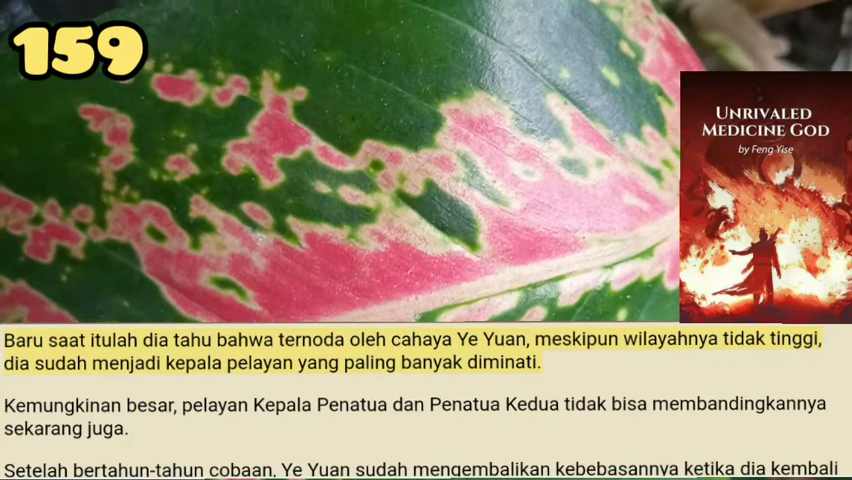 159
UNRIVALED
MEDICINE GOD
by Feng Yise
Baru saat itulah dia tahu bahwa ternoda oleh cahaya Ye Yuan, meskipun wilayahnya tidak tinggi,
dia sudah menjadi kepala pelayan yang paling banyak diminati.
Kemungkinan besar, pelayan Kepala Penatua dan Penatua Kedua tidak bisa membandingkannya
sekarang juga.
Setelah bertahun-tahun cobaan, Ye Yuan sudah mengembalikan kebebasannya ketika dia kembali